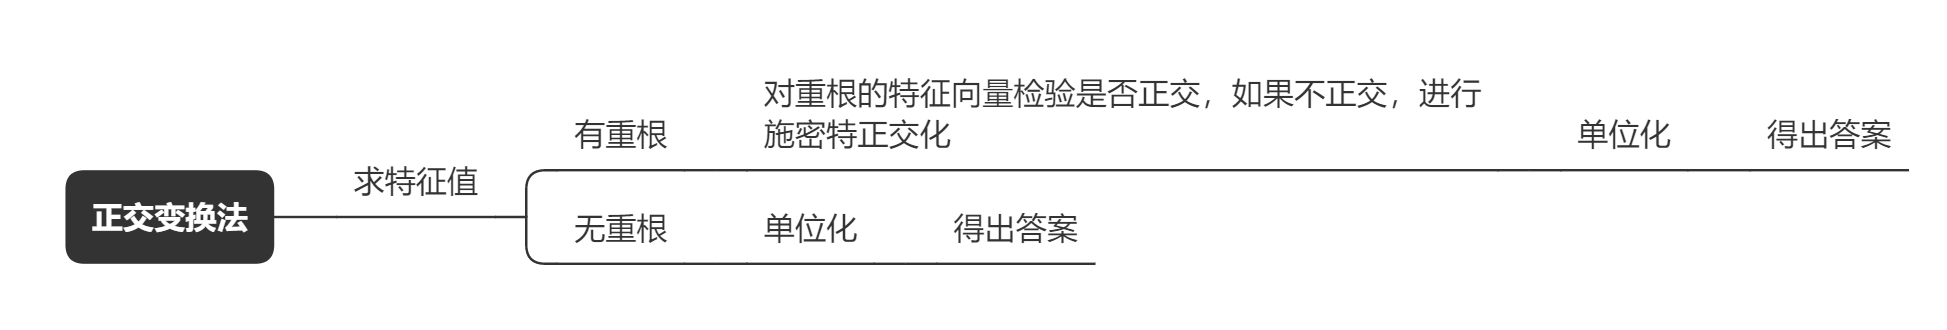 正交变换法
求特征值
有重根
对重根的特征向量检验是否正交，如果不正交，进行
施密特正交化
单位化
得出答案
无重根
单位化
得出答案